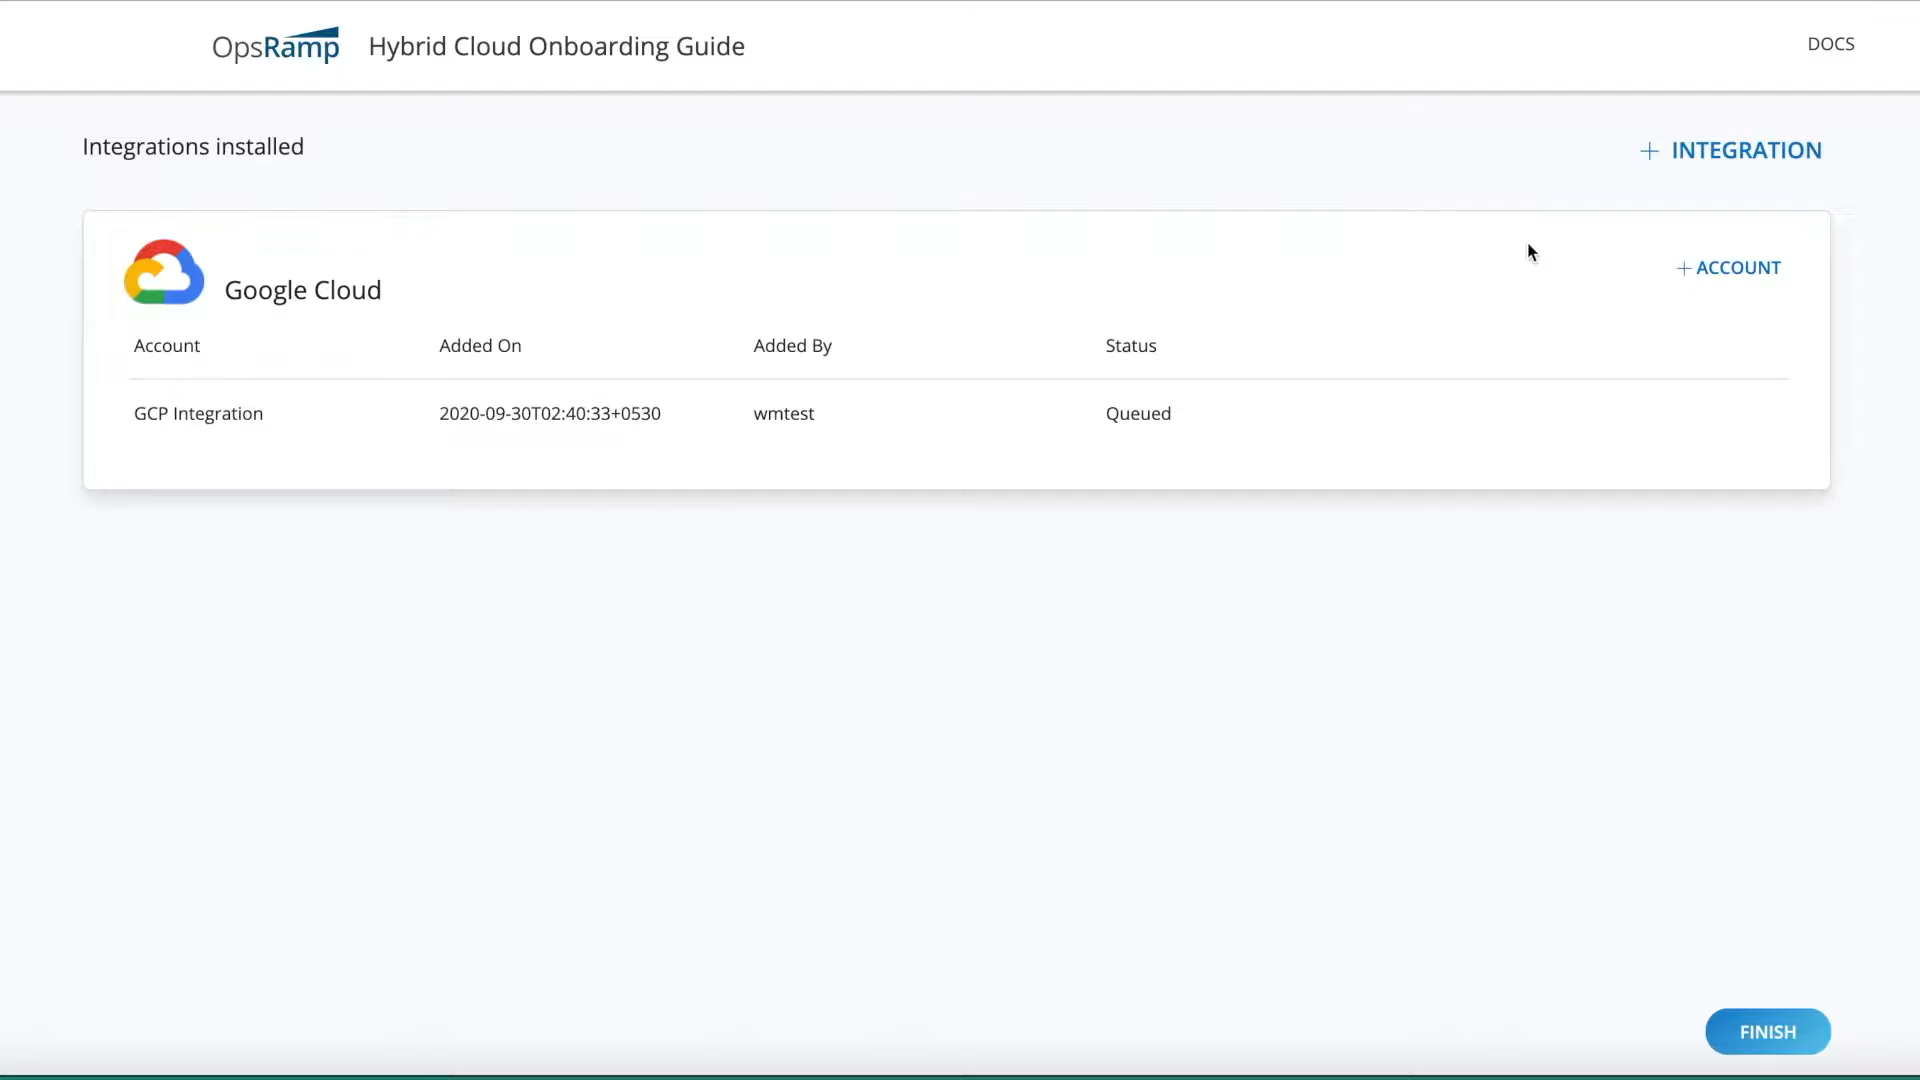 OpsRamp Hybrid Cloud Onboarding Guide DOCS
Integrations installed + INTEGRATION
Google Cloud + ACCOUNT
Account Added On Added By Status
GCP Integration 2020-09-30T02:40:33+0530 wmtest Queued
FINISH